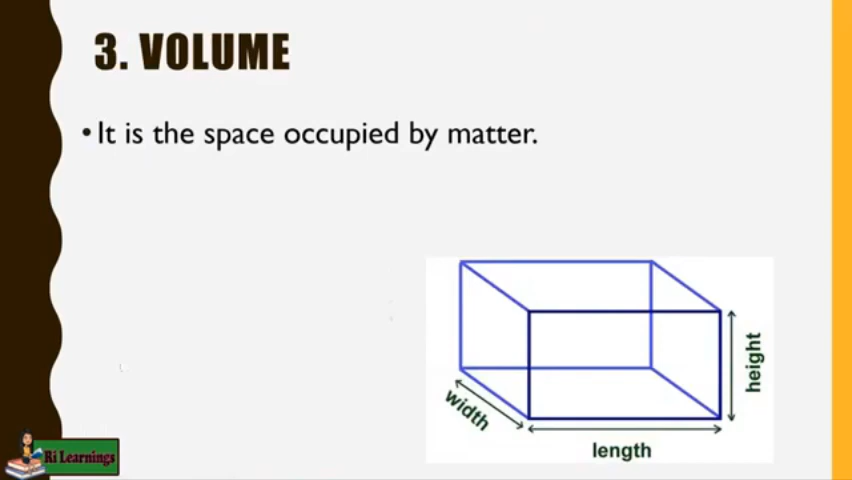 3. VOLUME
• It is the space occupied by matter.
height
width
length
Ri Learnings